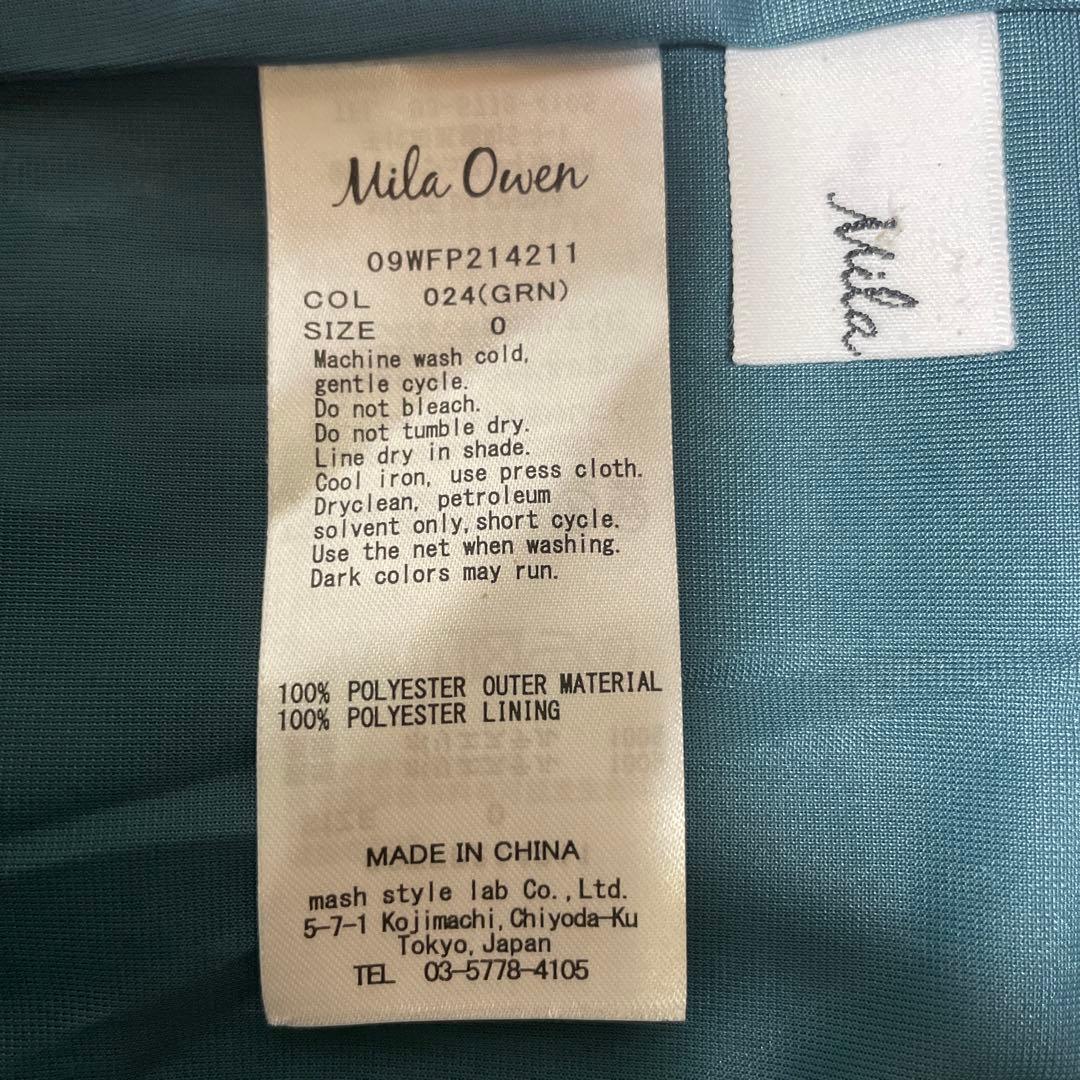 Mila Owen
09WFP214211
COL 024(GRN)
SIZE 0
Machine wash cold,
gentle cycle.
Do not bleach.
Do not tumble dry.
Line dry in shade.
Cool iron, use press cloth.
Dryclean, petroleum
solvent only,short cycle.
Use the net when washing.
Dark colors may run.
100% POLYESTER OUTER MATERIAL
100% POLYESTER LINING
MADE IN CHINA
mash style lab Co.,Ltd.
5-7-1 Kojimachi,Chiyoda-Ku
Tokyo,Japan
TEL 03-5778-4105
Mila